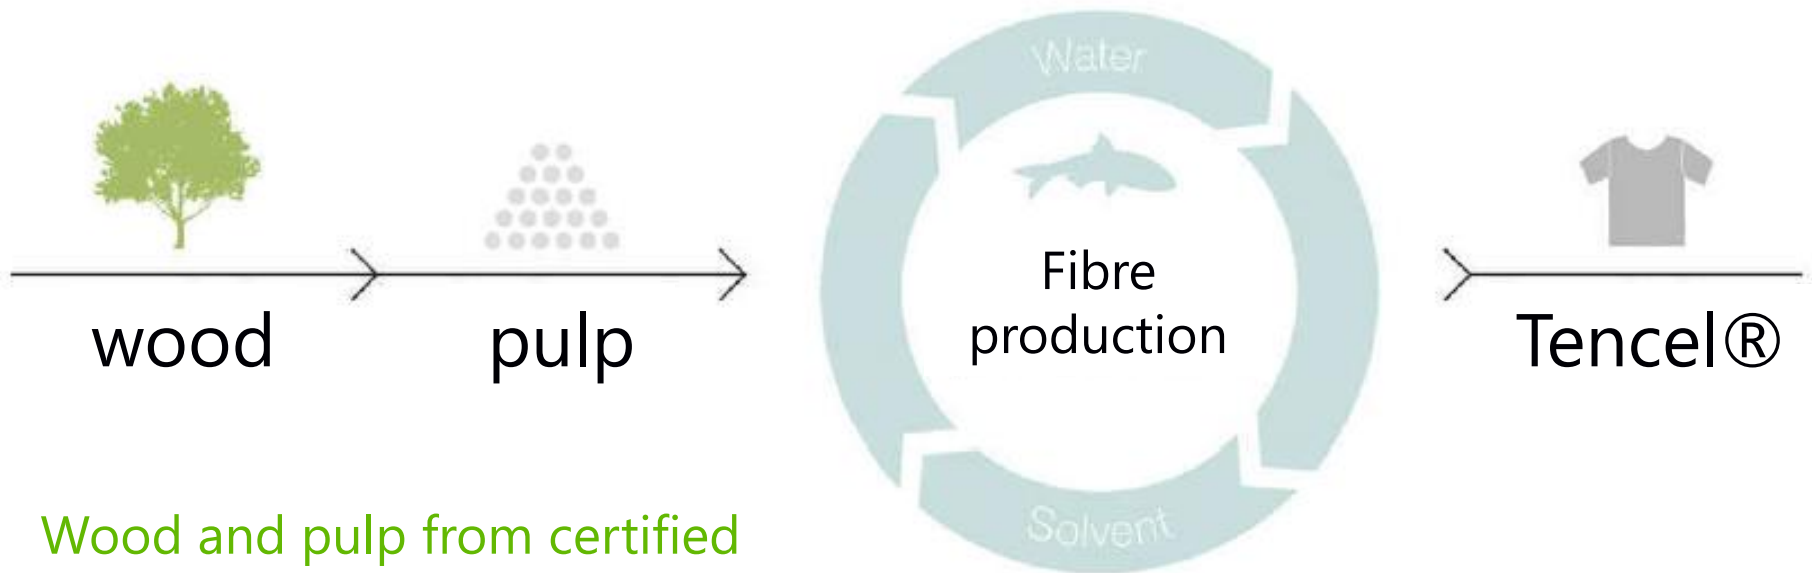 Water
Fibre
production
wood
pulp
Tencel®
Solvent
Wood and pulp from certified